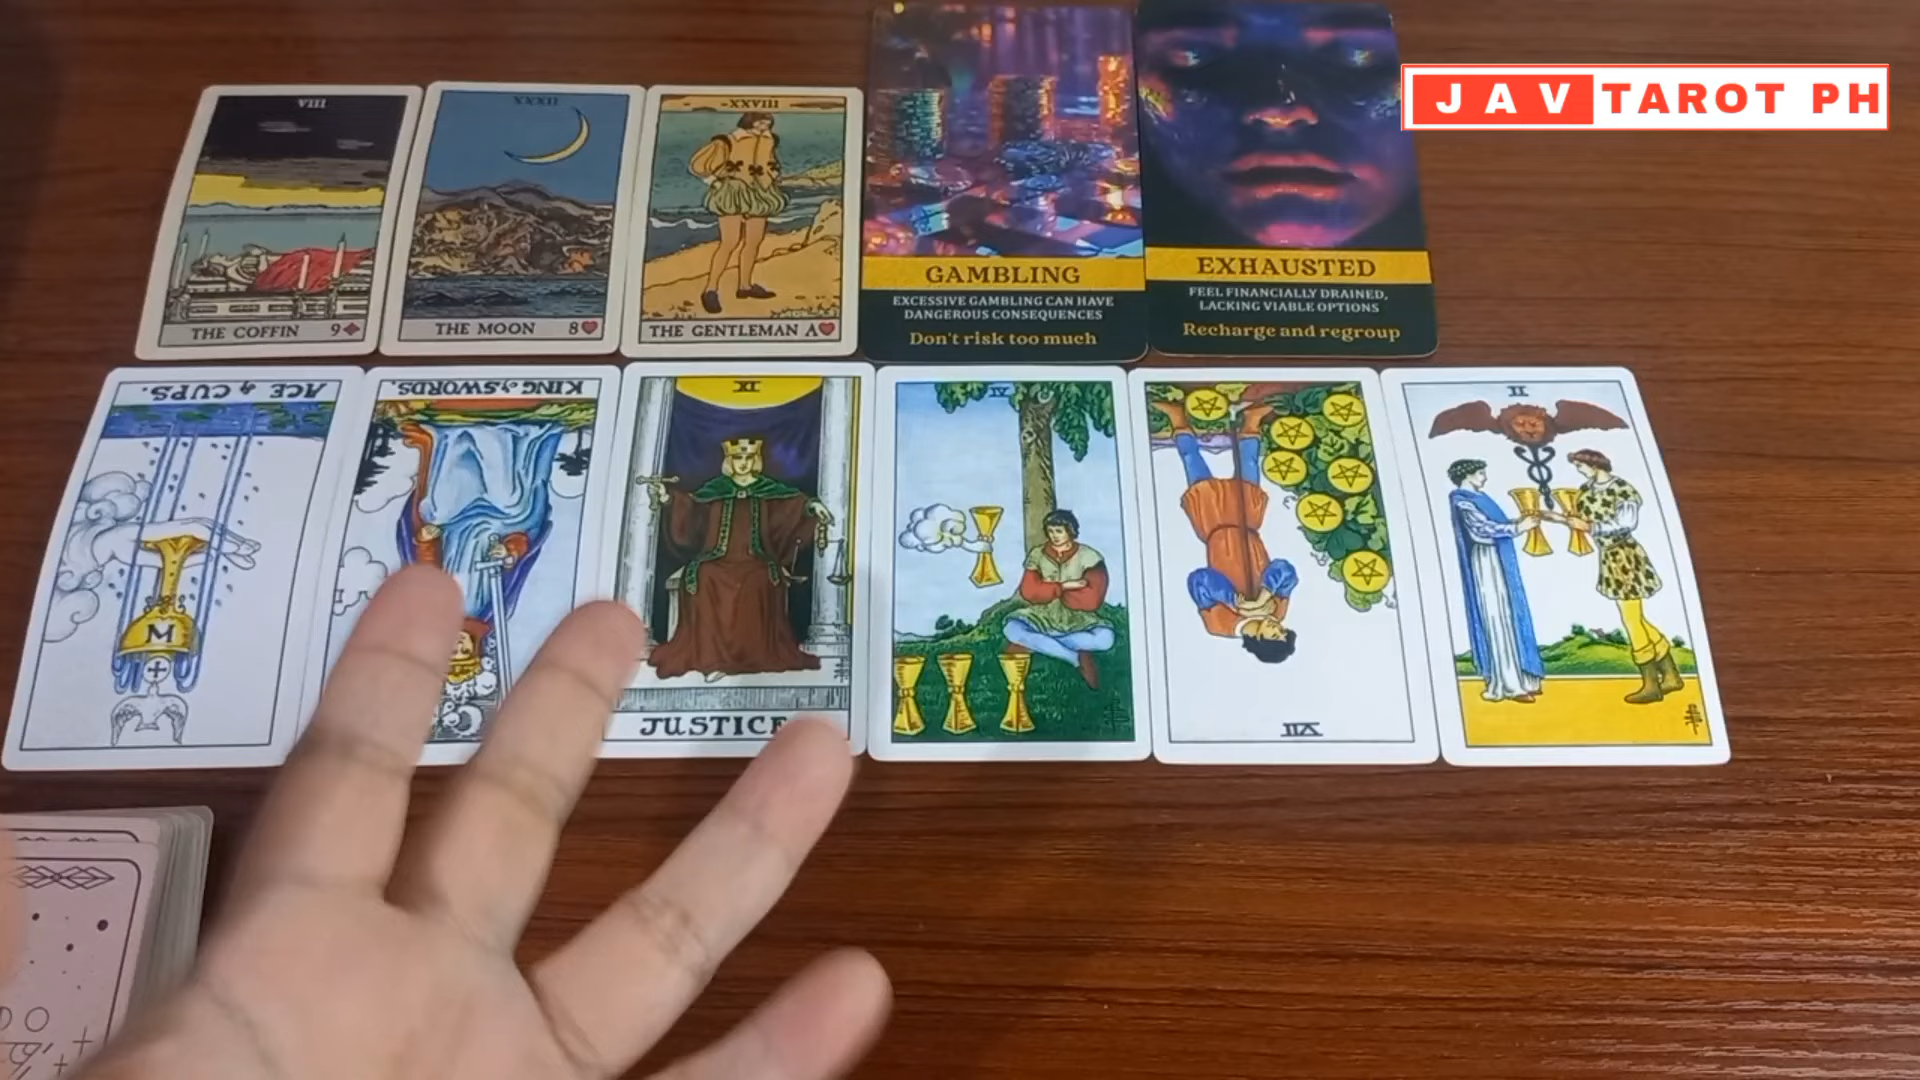 JAV TAROT PH
VIII
THE COFFIN 9
XXXII
THE MOON 8
XXVIII
THE GENTLEMAN A
GAMBLING
EXCESSIVE GAMBLING CAN HAVE
DANGEROUS CONSEQUENCES
Don't risk too much
EXHAUSTED
FEEL FINANCIALLY DRAINED,
LACKING VIABLE OPTIONS
Recharge and regroup
ACE of CUPS.
M
KING of SWORDS.
IX
JUSTICE
IV
VII
II